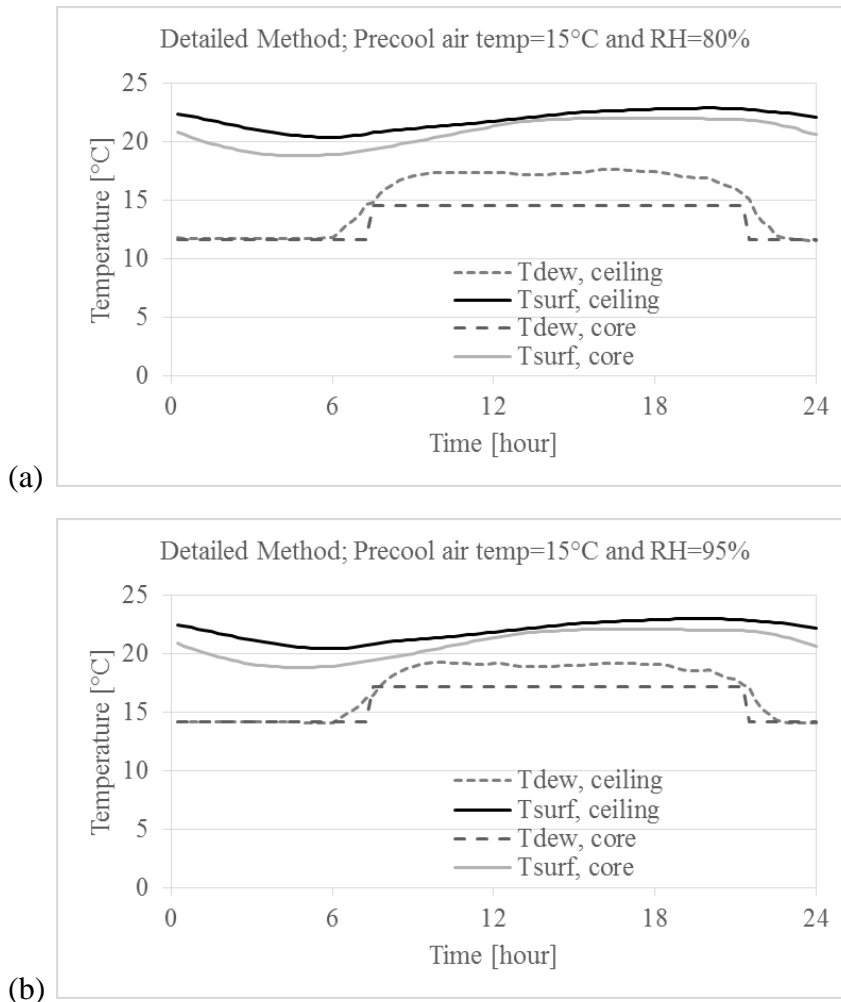 Detailed Method; Precool air temp=15°C and RH=80%
25
20
15
10
5
0
Temperature [°C]
Tdew, ceiling
Tsurf, ceiling
Tdew, core
Tsurf, core
0 6 12 18 24
Time [hour]
(a)
Detailed Method; Precool air temp=15°C and RH=95%
25
20
15
10
5
0
Temperature [°C]
Tdew, ceiling
Tsurf, ceiling
Tdew, core
Tsurf, core
0 6 12 18 24
Time [hour]
(b)